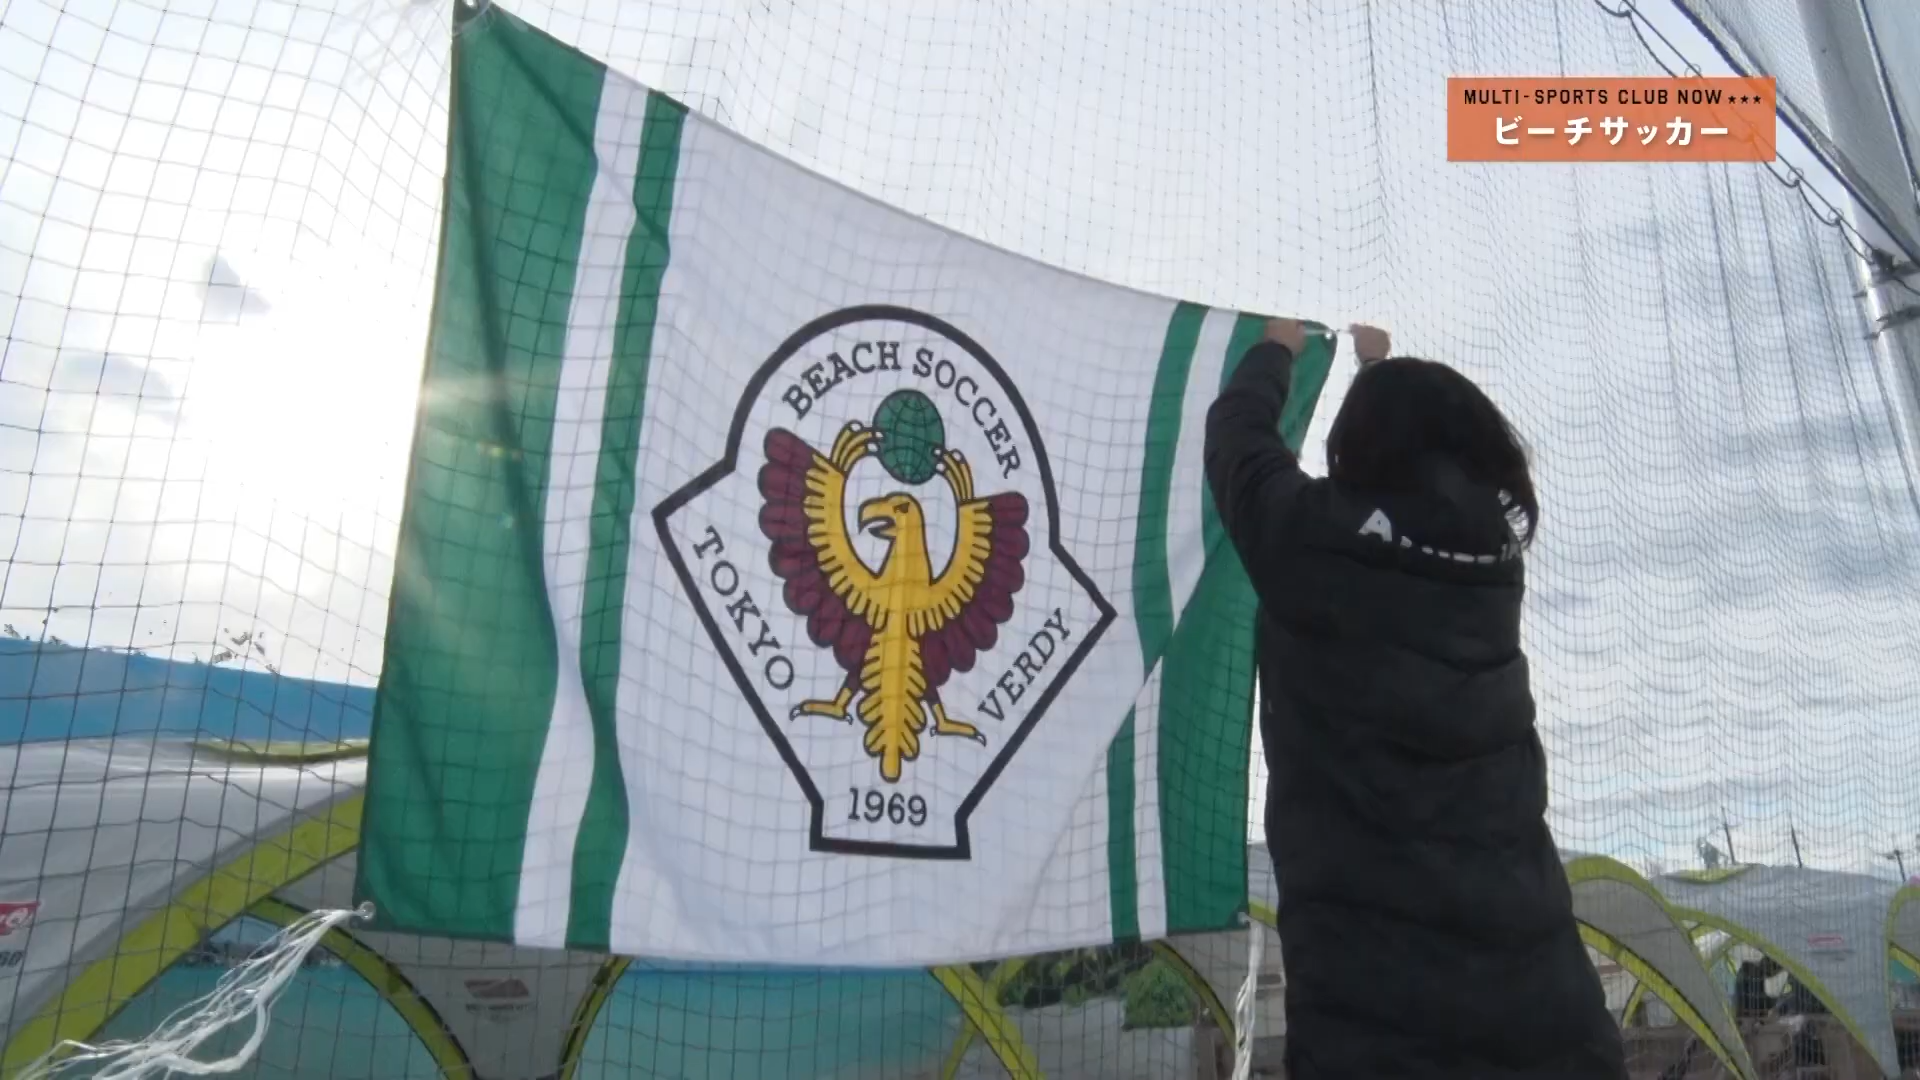 MULTI-SPORTS CLUB NOW★★★
ビーチサッカー
BEACH SOCCER
TOKYO
VERDY
1969